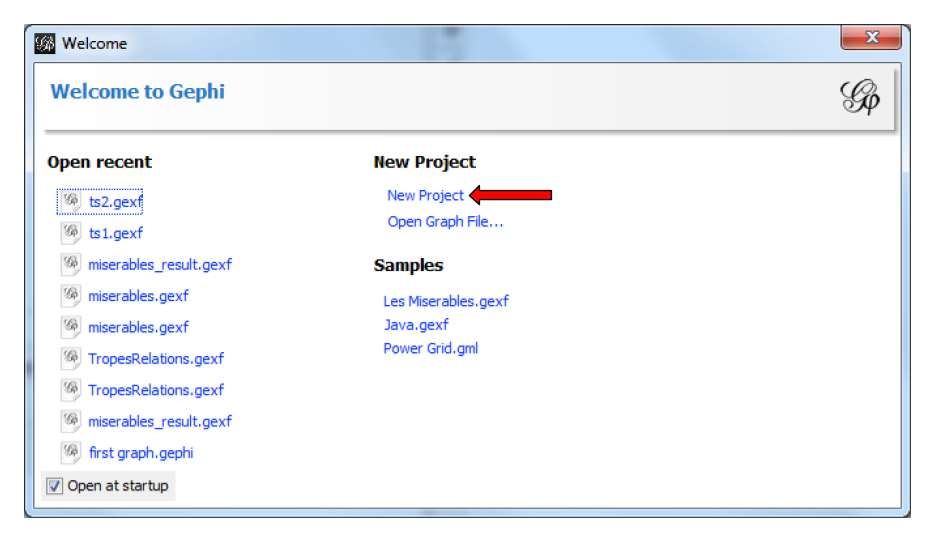 Welcome
Welcome to Gephi
Open recent
ts2.gexf
ts1.gexf
miserables_result.gexf
miserables.gexf
miserables.gexf
TropesRelations.gexf
TropesRelations.gexf
miserables_result.gexf
first graph.gephi
Open at startup
New Project
New Project
Open Graph File...
Samples
Les Miserables.gexf
Java.gexf
Power Grid.gml